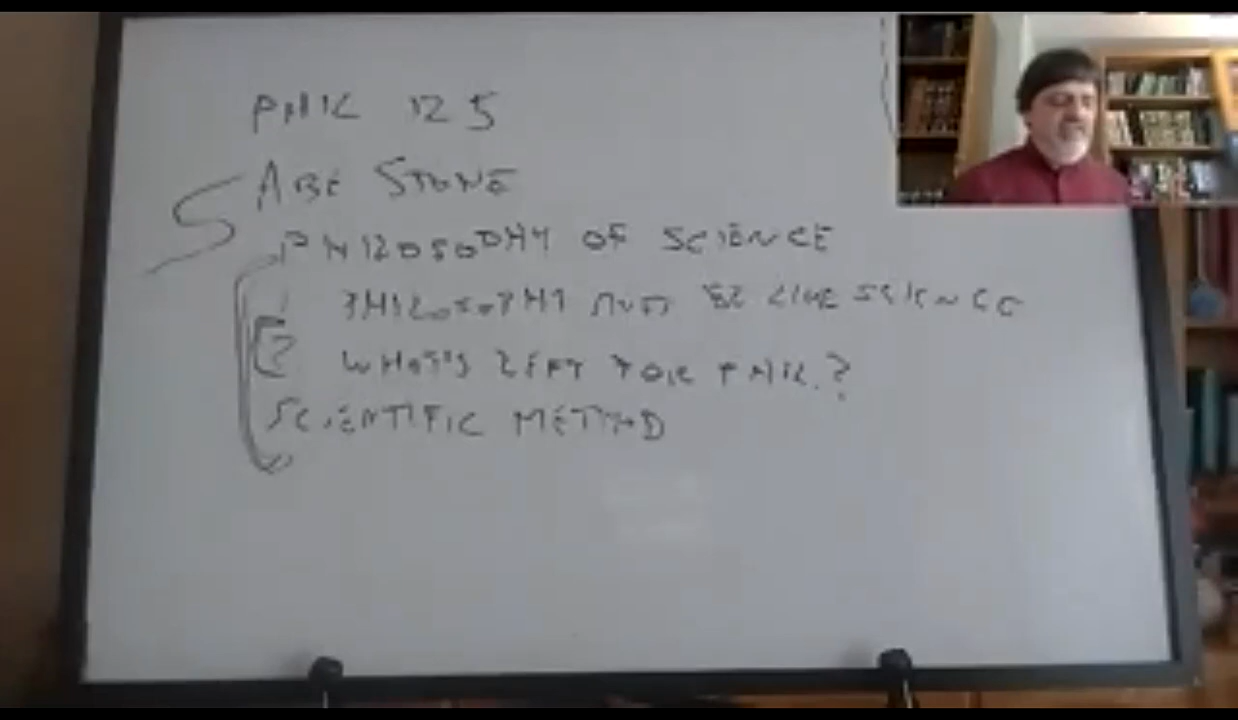 PHIL 125
ABE STONE
PHILOSOPHY OF SCIENCE
PHILOSOPHY MUST BE LIKE SCIENCE
WHAT'S LEFT FOR PHIL.?
SCIENTIFIC METHOD